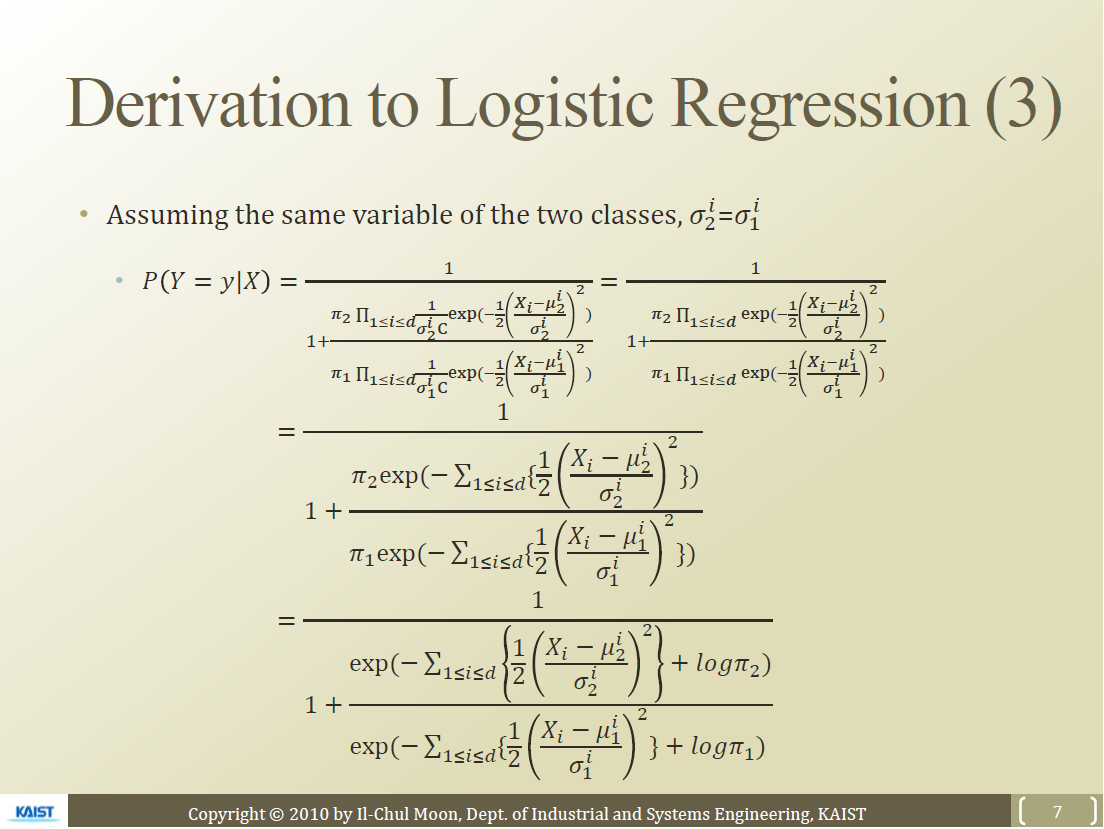 Derivation to Logistic Regression (3)
• Assuming the same variable of the two classes, $\sigma_2^i$=$\sigma_1^i$
• $P(Y = y|X) = \frac{1}{1+\frac{\pi_2 \prod_{1\le i\le d} \frac{1}{\sigma_2^i C} \exp(-\frac{1}{2}\left(\frac{X_i-\mu_2^i}{\sigma_2^i}\right)^2)}{\pi_1 \prod_{1\le i\le d} \frac{1}{\sigma_1^i C} \exp(-\frac{1}{2}\left(\frac{X_i-\mu_1^i}{\sigma_1^i}\right)^2)}} = \frac{1}{1+\frac{\pi_2 \prod_{1\le i\le d} \exp(-\frac{1}{2}\left(\frac{X_i-\mu_2^i}{\sigma_2^i}\right)^2)}{\pi_1 \prod_{1\le i\le d} \exp(-\frac{1}{2}\left(\frac{X_i-\mu_1^i}{\sigma_1^i}\right)^2)}}$
$= \frac{1}{1+\frac{\pi_2 \exp(-\sum_{1\le i\le d}\{\frac{1}{2}\left(\frac{X_i-\mu_2^i}{\sigma_2^i}\right)^2\})}{\pi_1 \exp(-\sum_{1\le i\le d}\{\frac{1}{2}\left(\frac{X_i-\mu_1^i}{\sigma_1^i}\right)^2\})}}$
$= \frac{1}{1+\frac{\exp(-\sum_{1\le i\le d}\left\{\frac{1}{2}\left(\frac{X_i-\mu_2^i}{\sigma_2^i}\right)^2\right\}+log\pi_2)}{\exp(-\sum_{1\le i\le d}\{\frac{1}{2}\left(\frac{X_i-\mu_1^i}{\sigma_1^i}\right)^2\}+log\pi_1)}}$
KAIST
Copyright © 2010 by Il-Chul Moon, Dept. of Industrial and Systems Engineering, KAIST
7